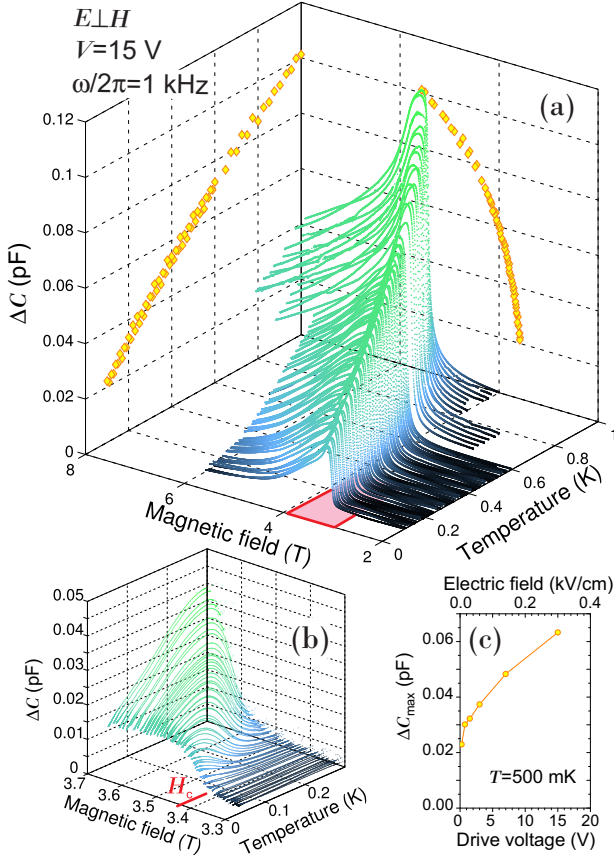 E⊥H
V=15 V
ω/2π=1 kHz
(a)
0.12
0.1
0.08
0.06
0.04
0.02
0
ΔC (pF)
8
6
4
2
Magnetic field (T)
0
0.2
0.4
0.6
0.8
1
Temperature (K)
(b)
0.05
0.04
0.03
0.02
0.01
0
ΔC (pF)
3.7
3.6
3.5
3.4
3.3
Magnetic field (T)
Hc
0
0.1
0.2
Temperature (K)
Electric field (kV/cm)
0.0 0.1 0.2 0.3 0.4
(c)
0.06
0.04
0.02
0.00
ΔCmax (pF)
T=500 mK
0 5 10 15 20
Drive voltage (V)